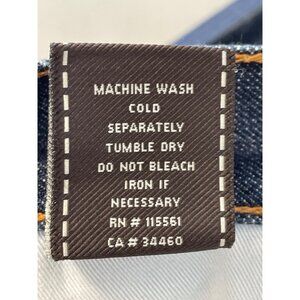 MACHINE WASH
COLD
SEPARATELY
TUMBLE DRY
DO NOT BLEACH
IRON IF
NECESSARY
RN # 115561
CA # 34460